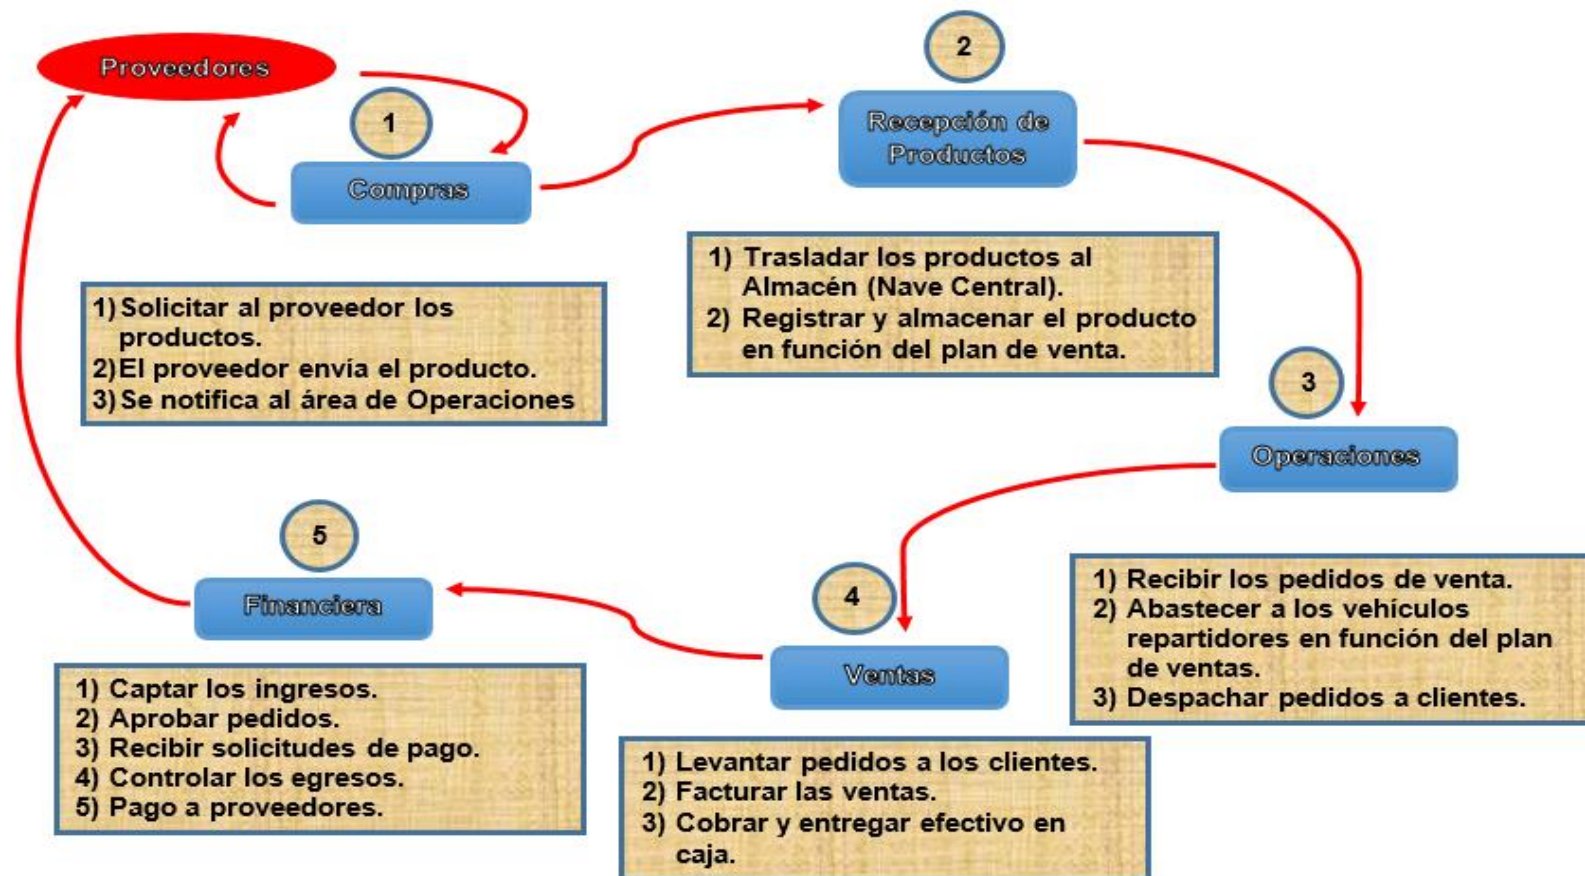 Proveedores
1
Compras
1) Solicitar al proveedor los
productos.
2) El proveedor envía el producto.
3) Se notifica al área de Operaciones
2
Recepción de
Productos
1) Trasladar los productos al
Almacén (Nave Central).
2) Registrar y almacenar el producto
en función del plan de venta.
3
Operaciones
1) Recibir los pedidos de venta.
2) Abastecer a los vehículos
repartidores en función del plan
de ventas.
3) Despachar pedidos a clientes.
4
Ventas
1) Levantar pedidos a los clientes.
2) Facturar las ventas.
3) Cobrar y entregar efectivo en
caja.
5
Financiera
1) Captar los ingresos.
2) Aprobar pedidos.
3) Recibir solicitudes de pago.
4) Controlar los egresos.
5) Pago a proveedores.